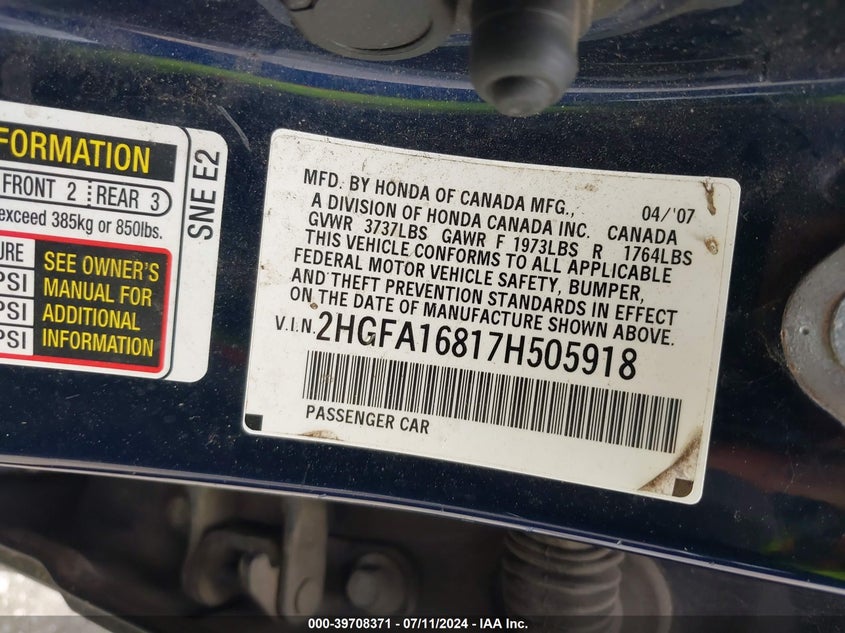 FORMATION
FRONT 2 REAR 3
exceed 385kg or 850lbs.
URE
PSI
PSI
PSI
SEE OWNER'S
MANUAL FOR
ADDITIONAL
INFORMATION
SNE E2
MFD. BY HONDA OF CANADA MFG., 04/'07
A DIVISION OF HONDA CANADA INC. CANADA
GVWR 3737LBS GAWR F 1973LBS R 1764LBS
THIS VEHICLE CONFORMS TO ALL APPLICABLE
FEDERAL MOTOR VEHICLE SAFETY, BUMPER,
AND THEFT PREVENTION STANDARDS IN EFFECT
ON THE DATE OF MANUFACTURE SHOWN ABOVE.
V.I.N. 2HGFA16817H505918
PASSENGER CAR
000-39708371 - 07/11/2024 - IAA Inc.